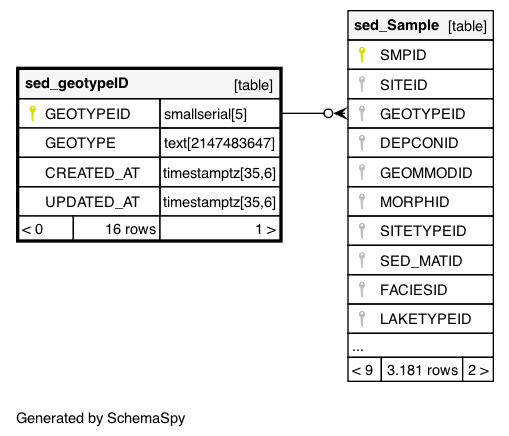 sed_geotypeID [table]
GEOTYPEID smallserial[5]
GEOTYPE text[2147483647]
CREATED_AT timestamptz[35,6]
UPDATED_AT timestamptz[35,6]
< 0 16 rows 1 >
sed_Sample [table]
SMPID
SITEID
GEOTYPEID
DEPCONID
GEOMMODID
MORPHID
SITETYPEID
SED_MATID
FACIESID
LAKETYPEID
...
< 9 3.181 rows 2 >
Generated by SchemaSpy